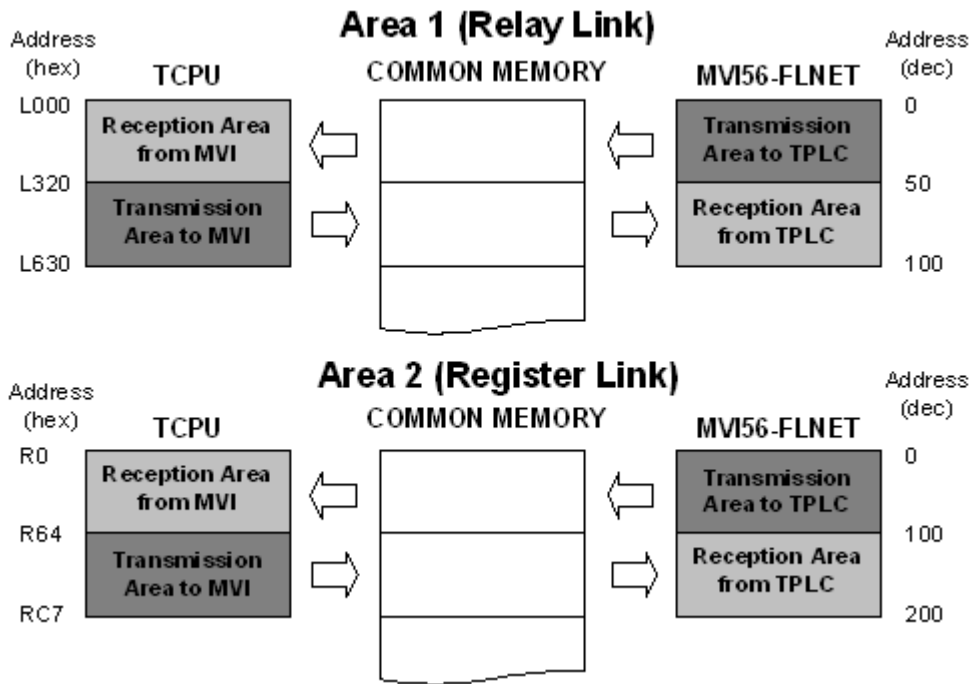 Area 1 (Relay Link)
Address
(hex)
TCPU
COMMON MEMORY
MVI56-FLNET
Address
(dec)
L000
Reception Area
from MVI
Transmission
Area to TPLC
0
L320
Transmission
Area to MVI
Reception Area
from TPLC
50
L630
100
Area 2 (Register Link)
Address
(hex)
TCPU
COMMON MEMORY
MVI56-FLNET
Address
(dec)
R0
Reception Area
from MVI
Transmission
Area to TPLC
0
R64
Transmission
Area to MVI
Reception Area
from TPLC
100
RC7
200